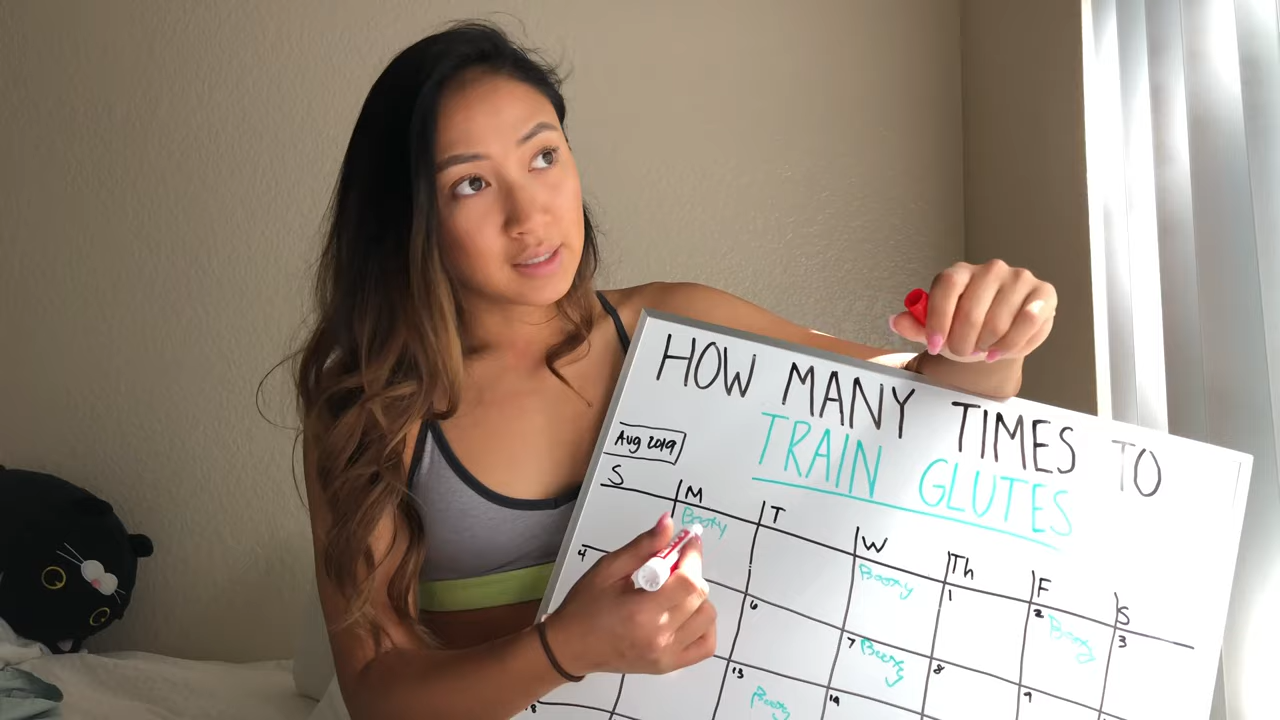 HOW MANY TIMES TO
TRAIN GLUTES
Aug 2019
S M T W Th F S
Booty Booty 1 2 Booty 3
4 6 7 Booty 8 9
13 Booty 14
18